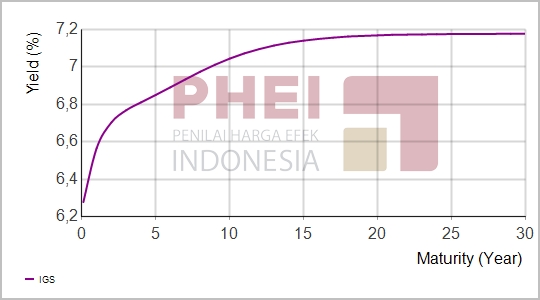 Yield (%)
7,2
7
6,8
6,6
6,4
6,2
0
5
10
15
20
25
30
Maturity (Year)
PHEI
PENILAI HARGA EFEK
INDONESIA
IGS